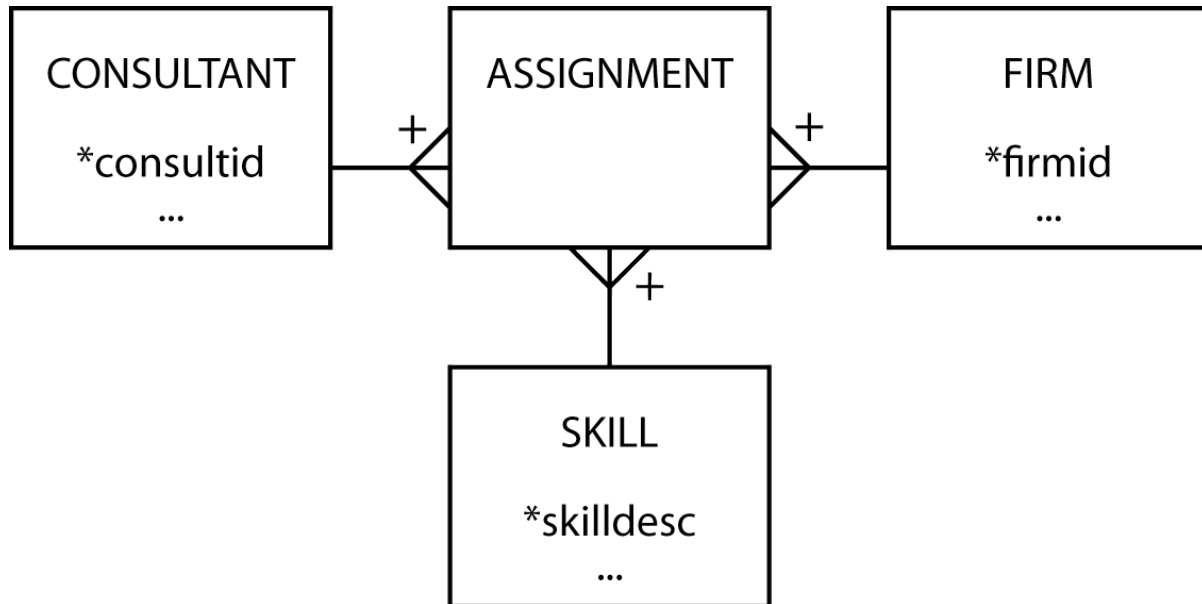 CONSULTANT
*consultid
...
+
ASSIGNMENT
+
FIRM
*firmid
...
+
SKILL
*skilldesc
...